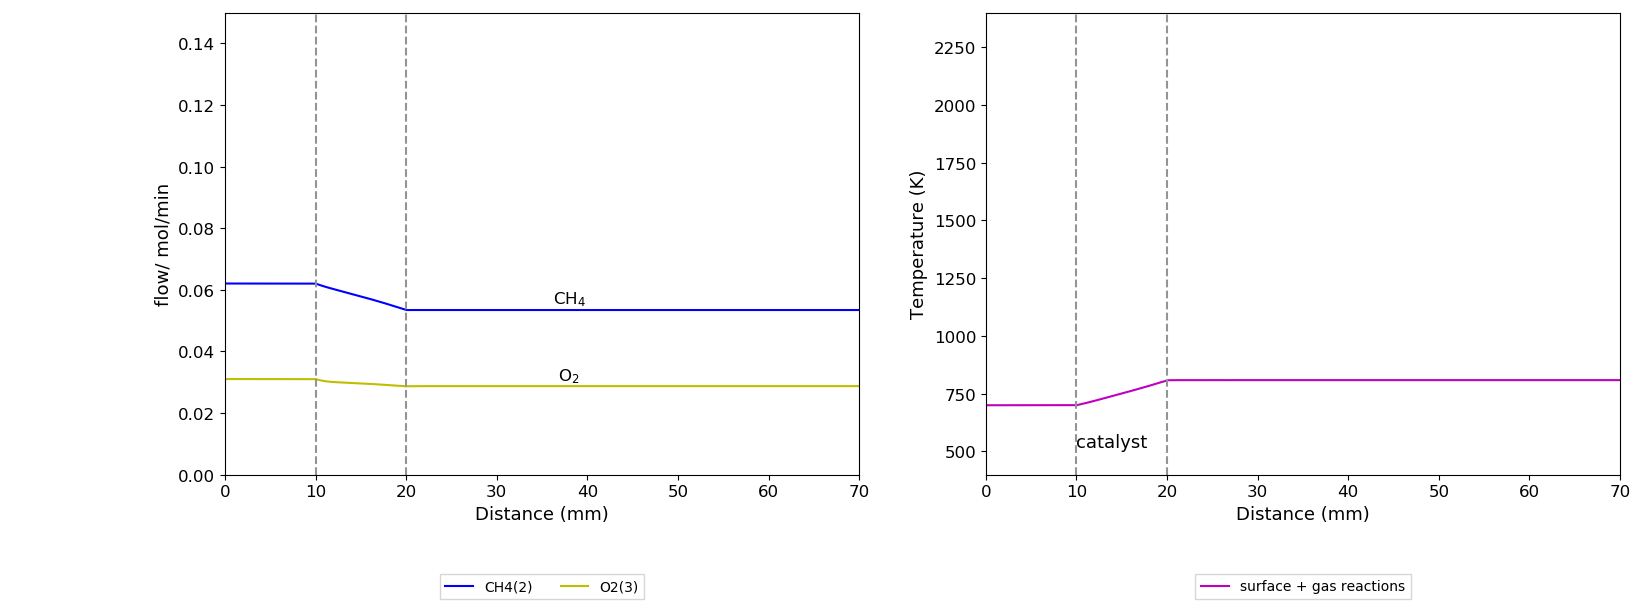 0.14
0.12
0.10
0.08
0.06
0.04
0.02
0.00
flow/ mol/min
CH₄
O₂
0 10 20 30 40 50 60 70
Distance (mm)
CH4(2) O2(3)
2250
2000
1750
1500
1250
1000
750
500
Temperature (K)
catalyst
0 10 20 30 40 50 60 70
Distance (mm)
surface + gas reactions